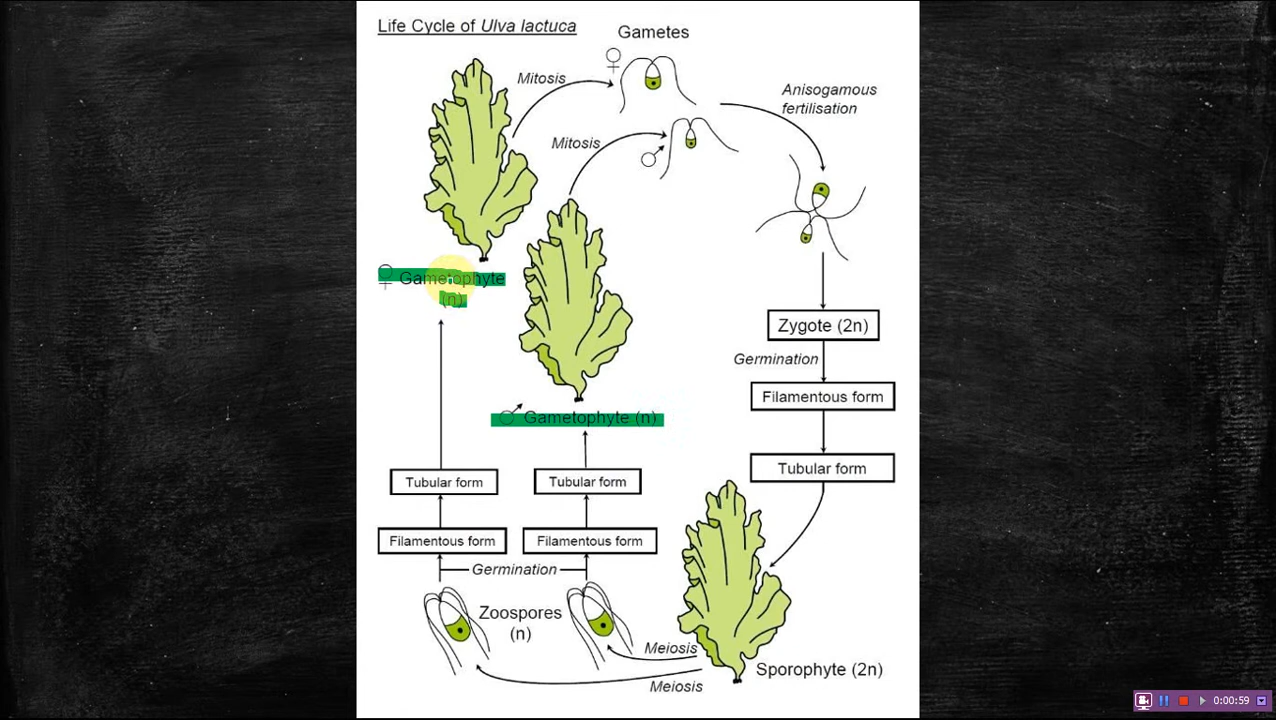 Life Cycle of Ulva lactuca
Gametes
♀
Mitosis
Anisogamous
fertilisation
Mitosis
♂
♀ Gametophyte
(n)
Zygote (2n)
Germination
Filamentous form
♂ Gametophyte (n)
Tubular form
Tubular form
Tubular form
Filamentous form
Filamentous form
Germination
Zoospores
(n)
Meiosis
Sporophyte (2n)
Meiosis
0:00:59